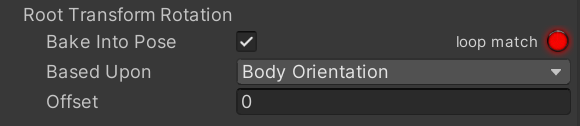 Root Transform Rotation
Bake Into Pose loop match
Based Upon Body Orientation
Offset 0